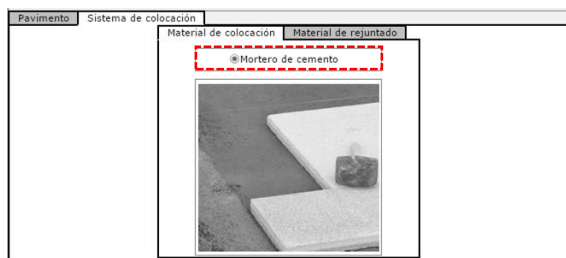 Pavimento Sistema de colocación
Material de colocación Material de rejuntado
Mortero de cemento